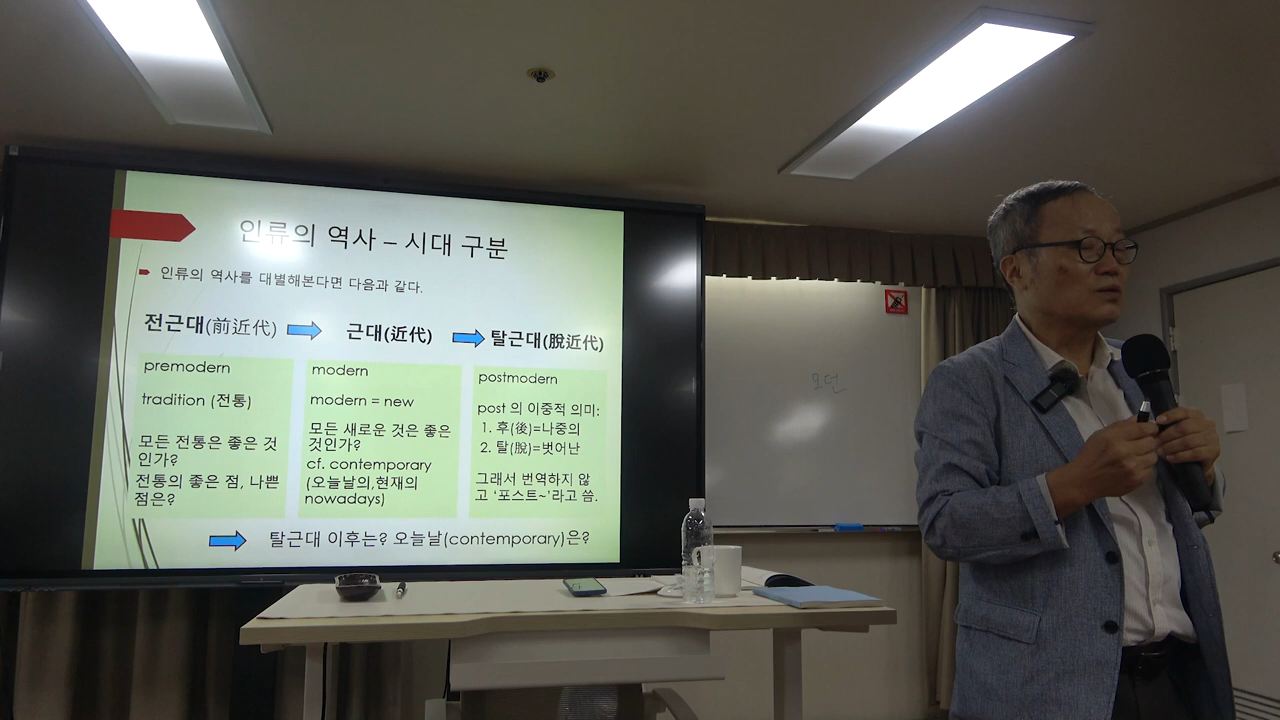 인류의 역사 – 시대 구분
인류의 역사를 대별해본다면 다음과 같다.
전근대(前近代)
근대(近代)
탈근대(脫近代)
premodern
tradition (전통)
모든 전통은 좋은 것
인가?
전통의 좋은 점, 나쁜
점은?
modern
modern = new
모든 새로운 것은 좋은
것인가?
cf. contemporary
(오늘날의,현재의
nowadays)
postmodern
post 의 이중적 의미:
1. 후(後)=나중의
2. 탈(脫)=벗어난
그래서 번역하지 않
고 ‘포스트~’라고 씀.
탈근대 이후는? 오늘날(contemporary)은?
모던